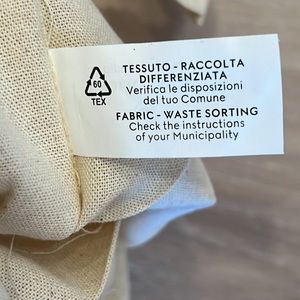 60
TEX
TESSUTO - RACCOLTA
DIFFERENZIATA
Verifica le disposizioni
del tuo Comune
FABRIC - WASTE SORTING
Check the instructions
of your Municipality